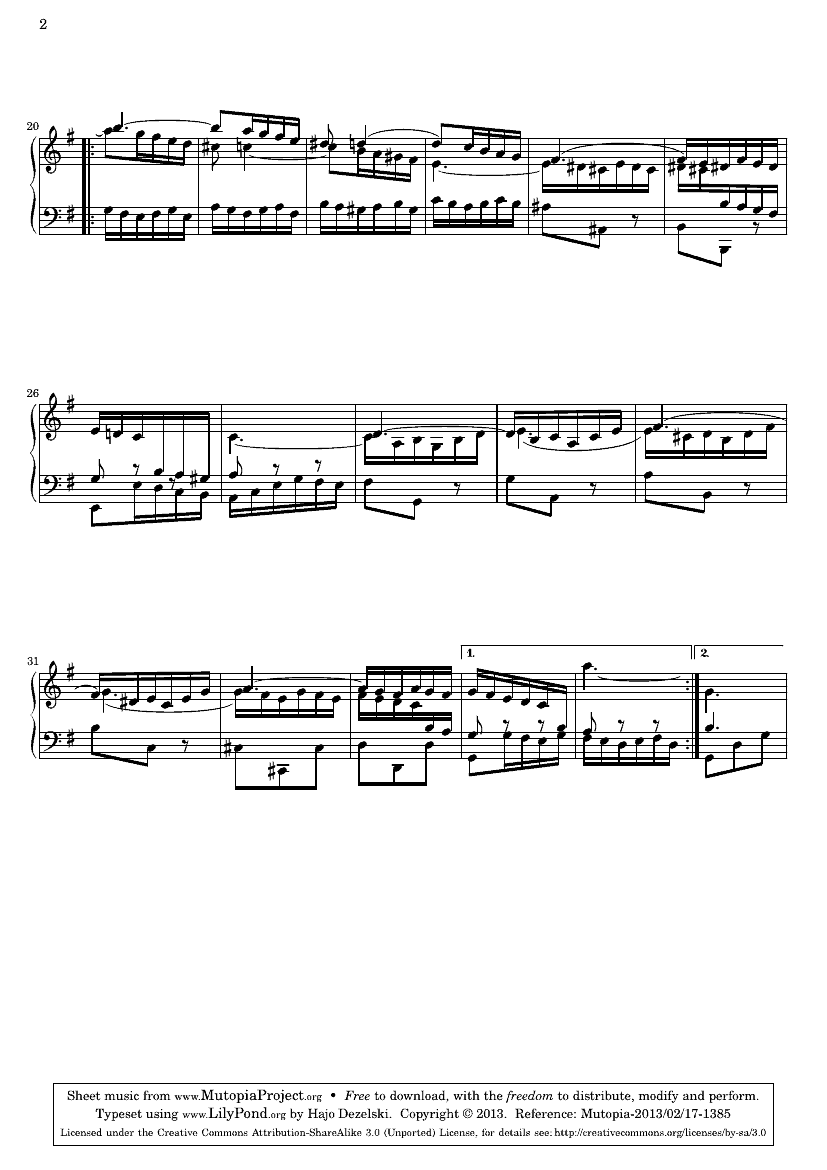 2
20
26
31
1.
2.
Sheet music from www.MutopiaProject.org • Free to download, with the freedom to distribute, modify and perform.
Typeset using www.LilyPond.org by Hajo Dezelski. Copyright © 2013. Reference: Mutopia-2013/02/17-1385
Licensed under the Creative Commons Attribution-ShareAlike 3.0 (Unported) License, for details see: http://creativecommons.org/licenses/by-sa/3.0